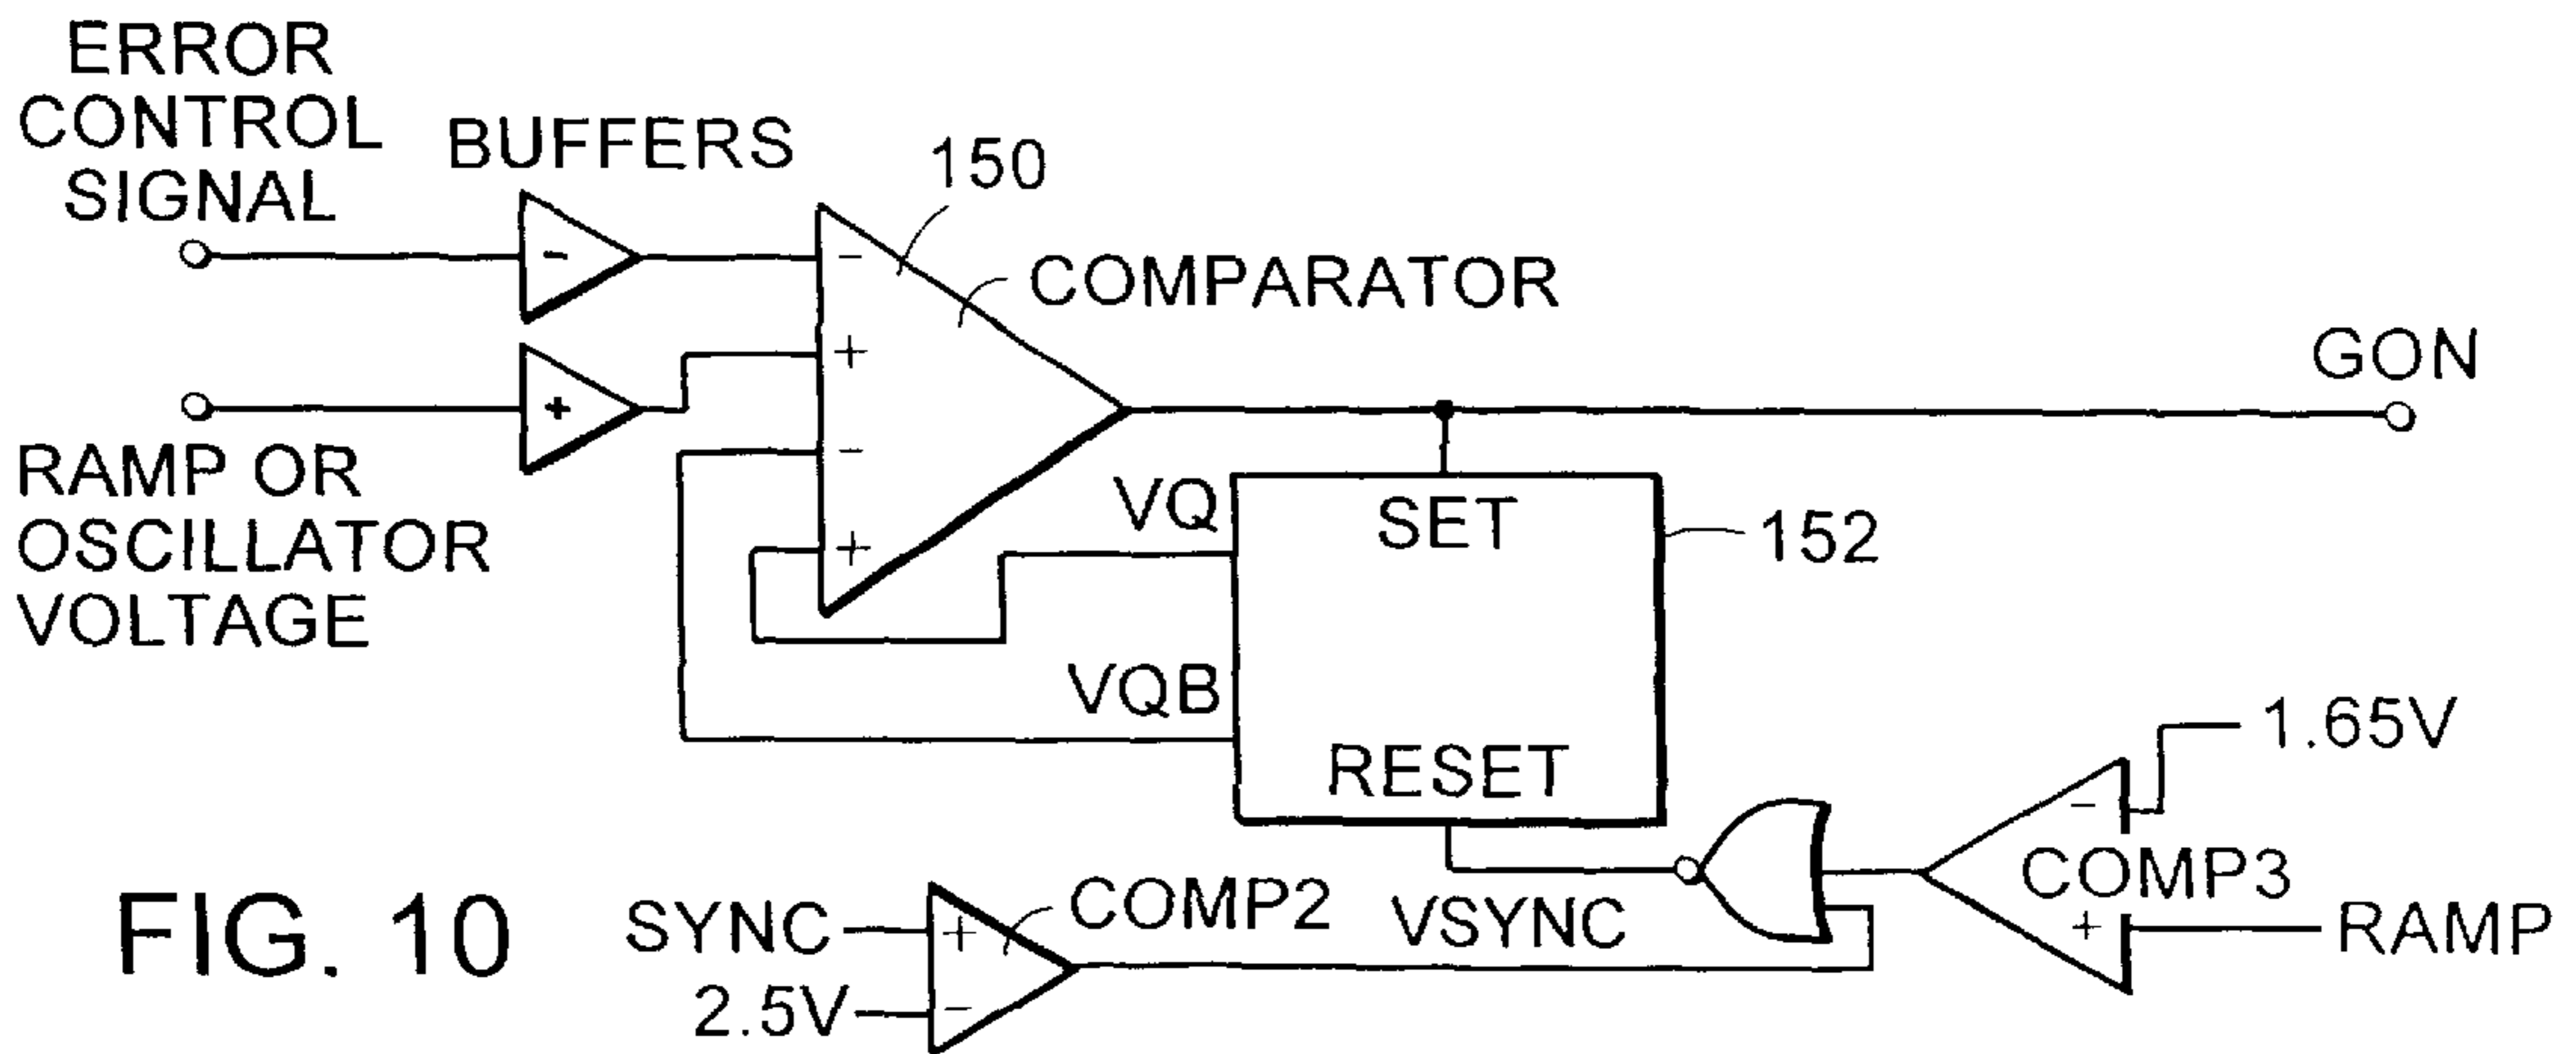 ERROR
CONTROL
SIGNAL
BUFFERS
150
COMPARATOR
GON
-
+
-
+
-
+
RAMP OR
OSCILLATOR
VOLTAGE
VQ
SET
152
VQB
RESET
1.65V
-
COMP3
+
RAMP
SYNC
+
COMP2
VSYNC
2.5V
-
FIG. 10